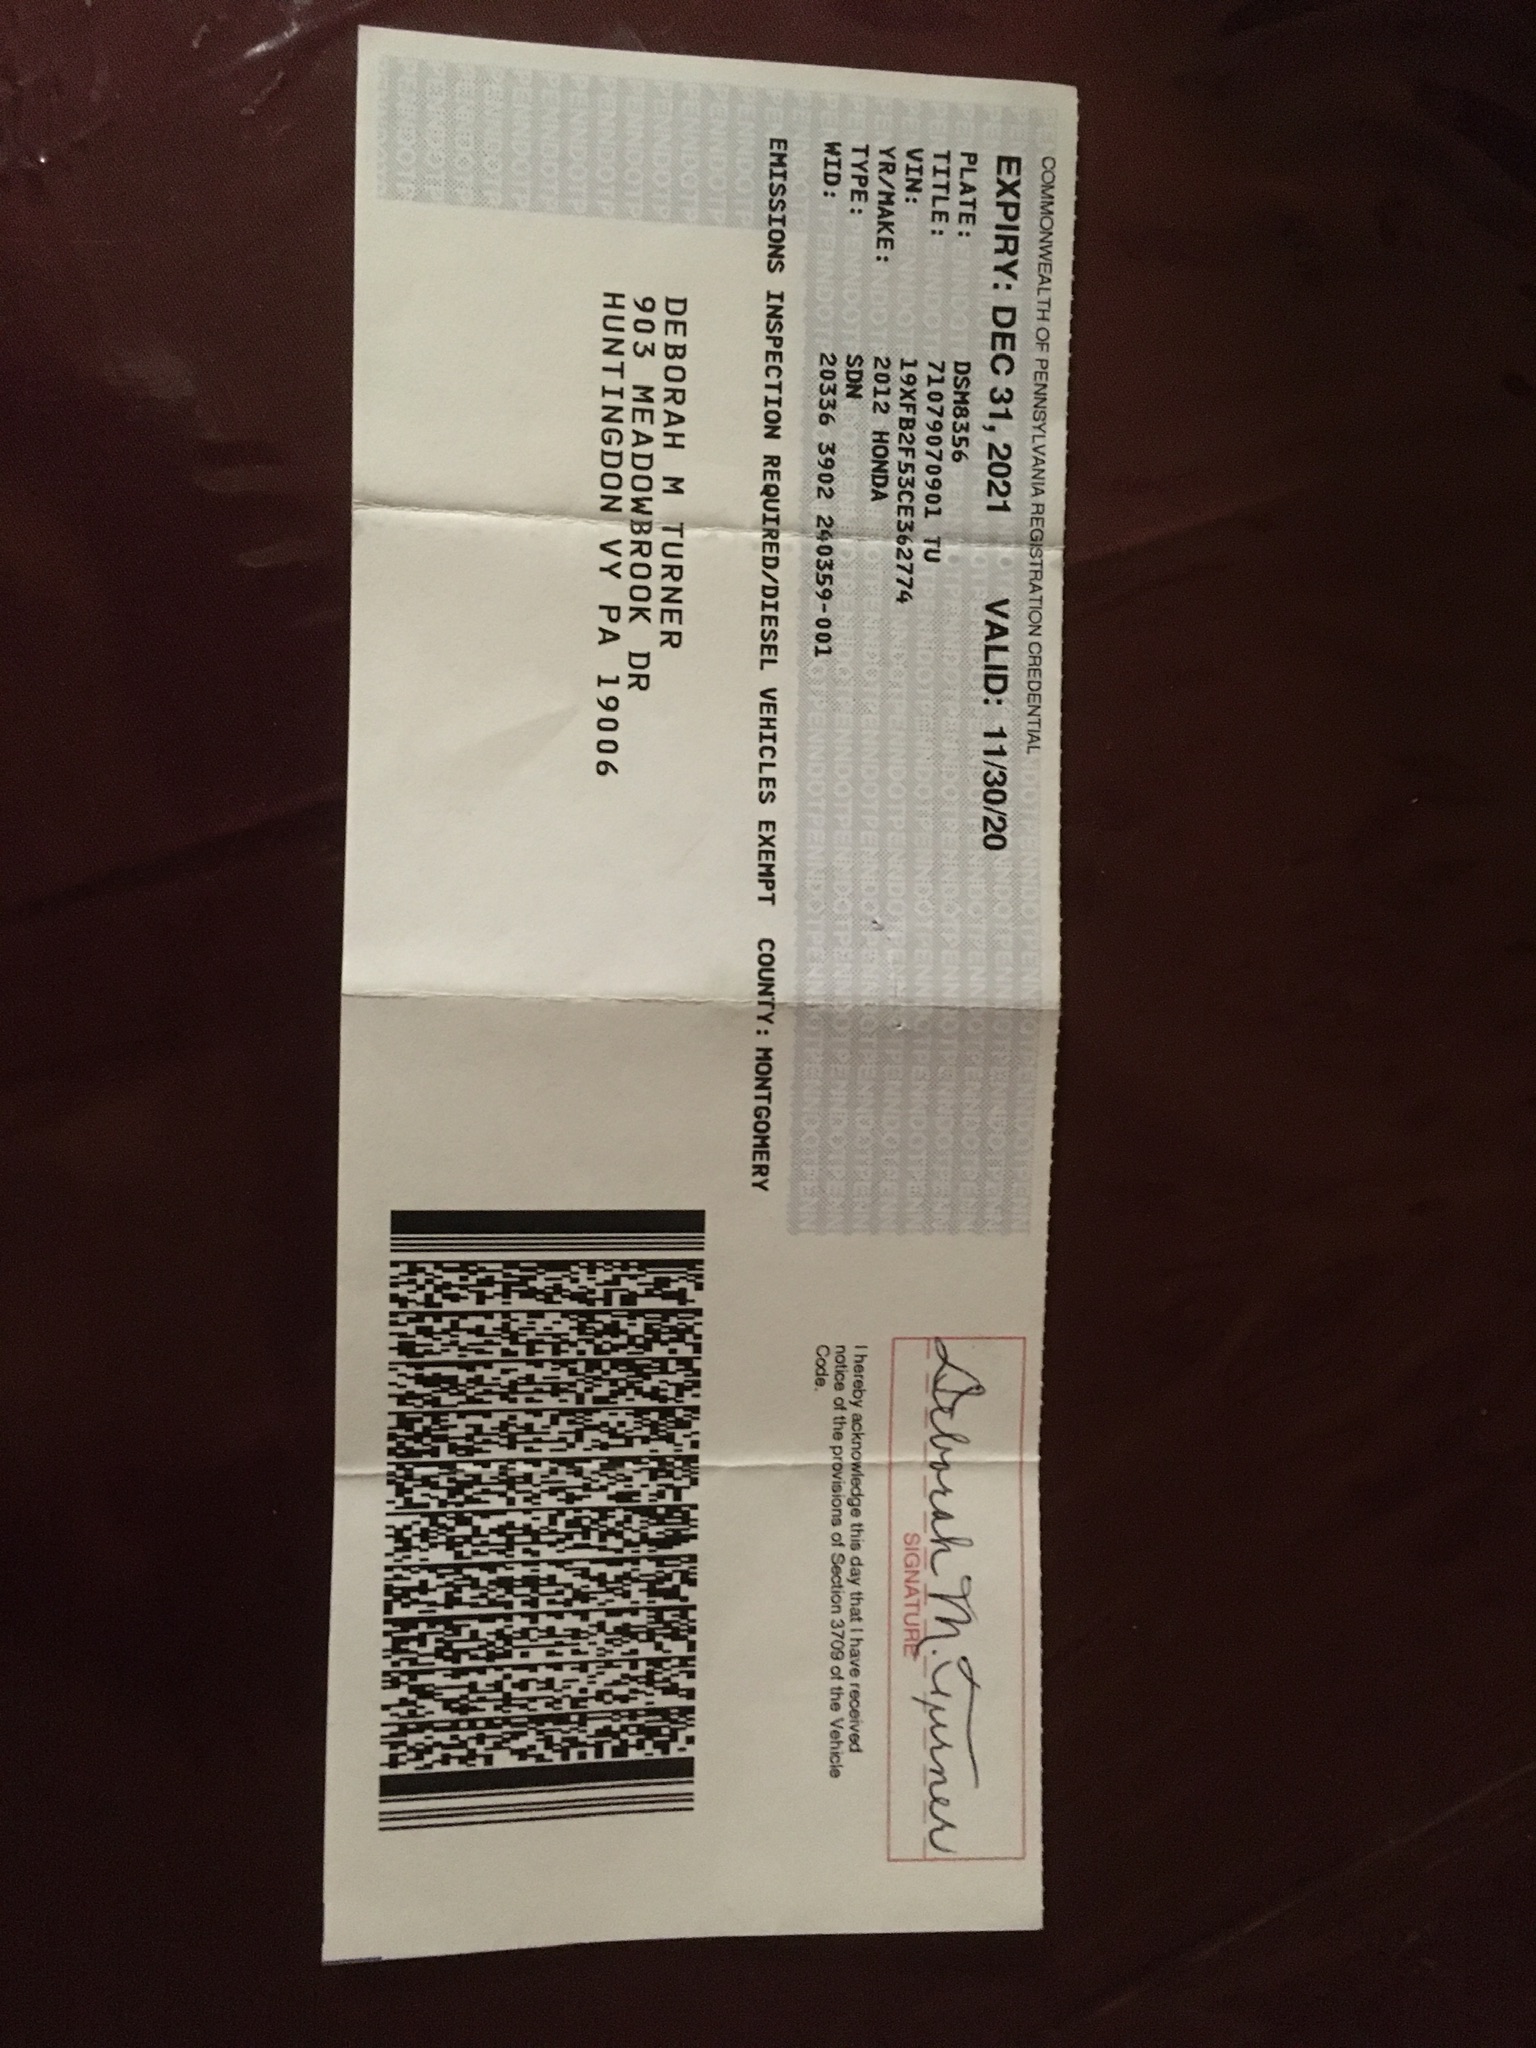 COMMONWEALTH OF PENNSYLVANIA REGISTRATION CREDENTIAL
EXPIRY: DEC 31, 2021 VALID: 11/30/20
PLATE: DSM8356
TITLE: 71079070901 TU
VIN: 19XFB2F53CE362774
YR/MAKE: 2012 HONDA
TYPE: SDN
WID: 20336 3902 240359-001
EMISSIONS INSPECTION REQUIRED/DIESEL VEHICLES EXEMPT COUNTY: MONTGOMERY
DEBORAH M TURNER
903 MEADOWBROOK DR
HUNTINGDON VY PA 19006
Deborah M. Turner
SIGNATURE
I hereby acknowledge this day that I have received
notice of the provisions of Section 3709 of the Vehicle
Code.